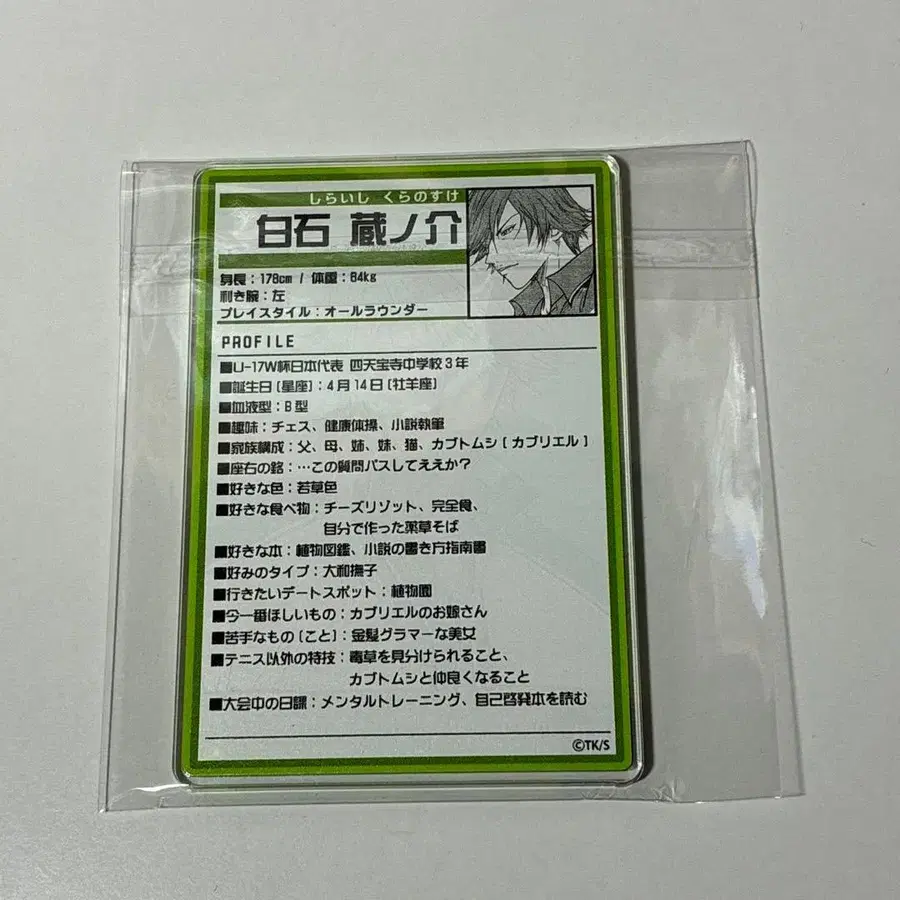 しらいし くらのすけ
白石 蔵ノ介
身長：178cm / 体重：64kg
利き腕：左
プレイスタイル：オールラウンダー
PROFILE
■U-17W杯日本代表 四天宝寺中学校3年
■誕生日[星座]：4月14日[牡羊座]
■血液型：B型
■趣味：チェス、健康体操、小説執筆
■家族構成：父、母、姉、妹、猫、カブトムシ[カブリエル]
■座右の銘：…この質問パスしてええか？
■好きな色：若草色
■好きな食べ物：チーズリゾット、完全食、
自分で作った薬草そば
■好きな本：植物図鑑、小説の書き方指南書
■好みのタイプ：大和撫子
■行きたいデートスポット：植物園
■今一番ほしいもの：カブリエルのお嫁さん
■苦手なもの[こと]：金髪グラマーな美女
■テニス以外の特技：毒草を見分けられること、
カブトムシと仲良くなること
■大会中の日課：メンタルトレーニング、自己啓発本を読む
©TK/S